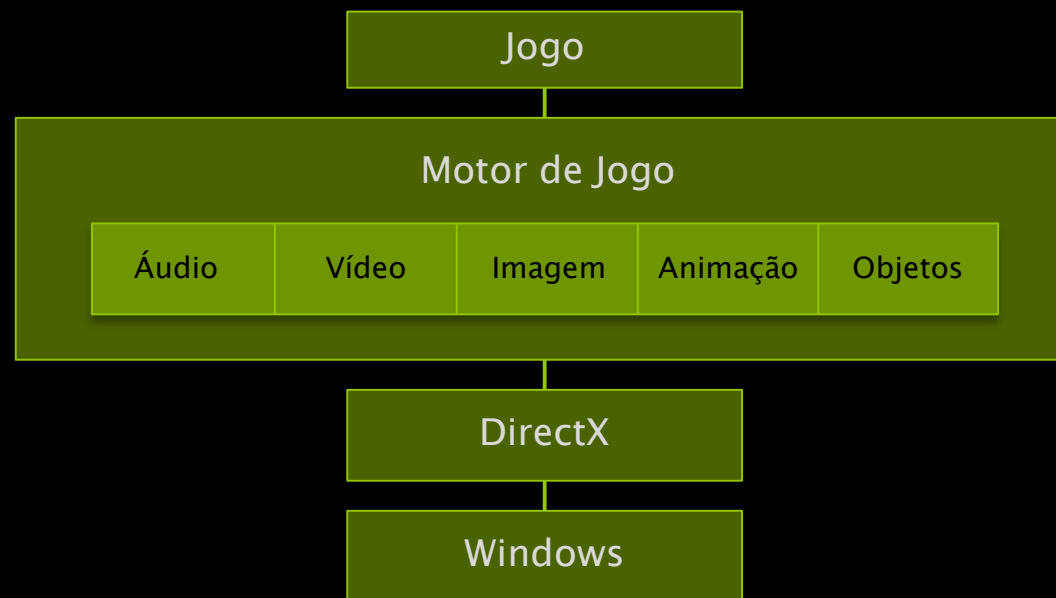 Jogo
Motor de Jogo
Áudio Vídeo Imagem Animação Objetos
DirectX
Windows